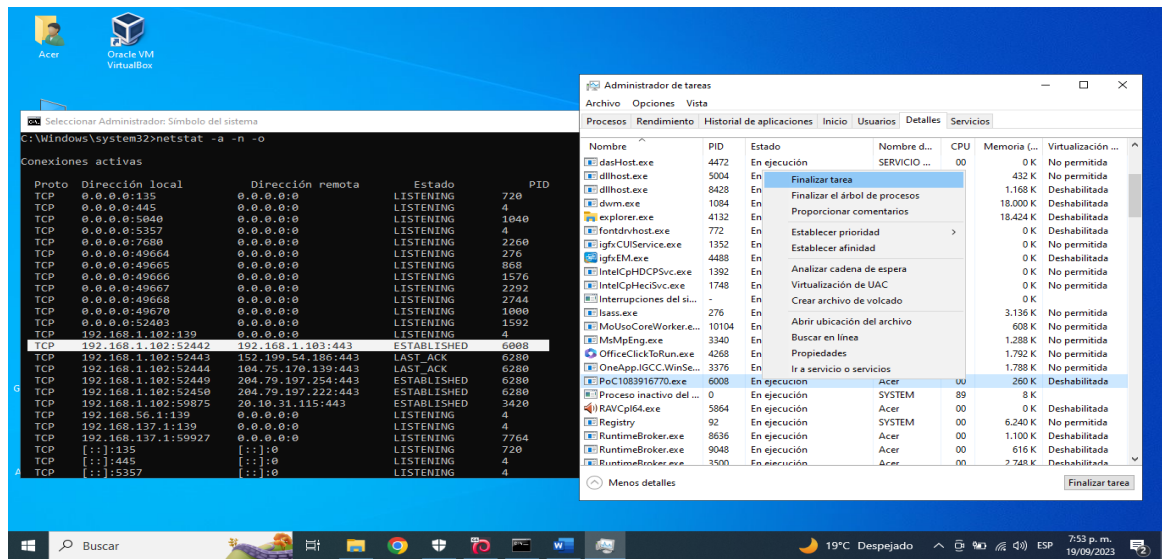 Acer
Oracle VM
VirtualBox
Seleccionar Administrador: Símbolo del sistema
C:\Windows\system32>netstat -a -n -o
Conexiones activas
Proto Dirección local Dirección remota Estado PID
TCP 0.0.0.0:135 0.0.0.0:0 LISTENING 720
TCP 0.0.0.0:445 0.0.0.0:0 LISTENING 4
TCP 0.0.0.0:5040 0.0.0.0:0 LISTENING 1040
TCP 0.0.0.0:5357 0.0.0.0:0 LISTENING 4
TCP 0.0.0.0:7680 0.0.0.0:0 LISTENING 2260
TCP 0.0.0.0:49664 0.0.0.0:0 LISTENING 276
TCP 0.0.0.0:49665 0.0.0.0:0 LISTENING 868
TCP 0.0.0.0:49666 0.0.0.0:0 LISTENING 1576
TCP 0.0.0.0:49667 0.0.0.0:0 LISTENING 2292
TCP 0.0.0.0:49668 0.0.0.0:0 LISTENING 2744
TCP 0.0.0.0:49670 0.0.0.0:0 LISTENING 1000
TCP 0.0.0.0:52403 0.0.0.0:0 LISTENING 1592
TCP 192.168.1.102:139 0.0.0.0:0 LISTENING 4
TCP 192.168.1.102:52442 192.168.1.103:443 ESTABLISHED 6008
TCP 192.168.1.102:52443 152.199.54.186:443 LAST_ACK 6280
TCP 192.168.1.102:52444 104.75.170.139:443 LAST_ACK 6280
TCP 192.168.1.102:52449 204.79.197.254:443 ESTABLISHED 6280
TCP 192.168.1.102:52450 204.79.197.222:443 ESTABLISHED 6280
TCP 192.168.1.102:59875 20.10.31.115:443 ESTABLISHED 3420
TCP 192.168.56.1:139 0.0.0.0:0 LISTENING 4
TCP 192.168.137.1:139 0.0.0.0:0 LISTENING 4
TCP 192.168.137.1:59927 0.0.0.0:0 LISTENING 7764
TCP [::]:135 [::]:0 LISTENING 720
TCP [::]:445 [::]:0 LISTENING 4
TCP [::]:5357 [::]:0 LISTENING 4
Administrador de tareas
Archivo Opciones Vista
Procesos Rendimiento Historial de aplicaciones Inicio Usuarios Detalles Servicios
Nombre PID Estado Nombre d... CPU Memoria (... Virtualización ...
dasHost.exe 4472 En ejecución SERVICIO ... 00 0 K No permitida
dllhost.exe 5004 En 432 K No permitida
dllhost.exe 8428 En 1.168 K Deshabilitada
dwm.exe 1084 En 18.000 K Deshabilitada
explorer.exe 4132 En 18.424 K Deshabilitada
fontdrvhost.exe 772 En 0 K Deshabilitada
igfxCUIService.exe 1352 En 0 K No permitida
igfxEM.exe 4488 En 0 K Deshabilitada
IntelCpHDCPSvc.exe 1392 En 0 K No permitida
IntelCpHeciSvc.exe 1748 En 0 K No permitida
Interrupciones del si... - En 0 K
lsass.exe 276 En 3.136 K No permitida
MoUsoCoreWorker.e... 10104 En 608 K No permitida
MsMpEng.exe 3340 En 1.288 K No permitida
OfficeClickToRun.exe 4268 En 1.792 K No permitida
OneApp.IGCC.WinSe... 3376 En 1.788 K No permitida
PoC1083916770.exe 6008 En ejecución Acer 00 260 K Deshabilitada
Proceso inactivo del ... 0 En ejecución SYSTEM 89 8 K
RAVCpl64.exe 5864 En ejecución Acer 00 0 K Deshabilitada
Registry 92 En ejecución SYSTEM 00 6.240 K No permitida
RuntimeBroker.exe 8636 En ejecución Acer 00 1.100 K Deshabilitada
RuntimeBroker.exe 9048 En ejecución Acer 00 616 K Deshabilitada
RuntimeBroker.exe 3500 En ejecución Acer 00 2.748 K Deshabilitada
Finalizar tarea
Finalizar el árbol de procesos
Proporcionar comentarios
Establecer prioridad
Establecer afinidad
Analizar cadena de espera
Virtualización de UAC
Crear archivo de volcado
Abrir ubicación del archivo
Buscar en línea
Propiedades
Ir a servicio o servicios
Menos detalles
Finalizar tarea
Buscar
19°C Despejado
ESP
7:53 p. m.
19/09/2023
2